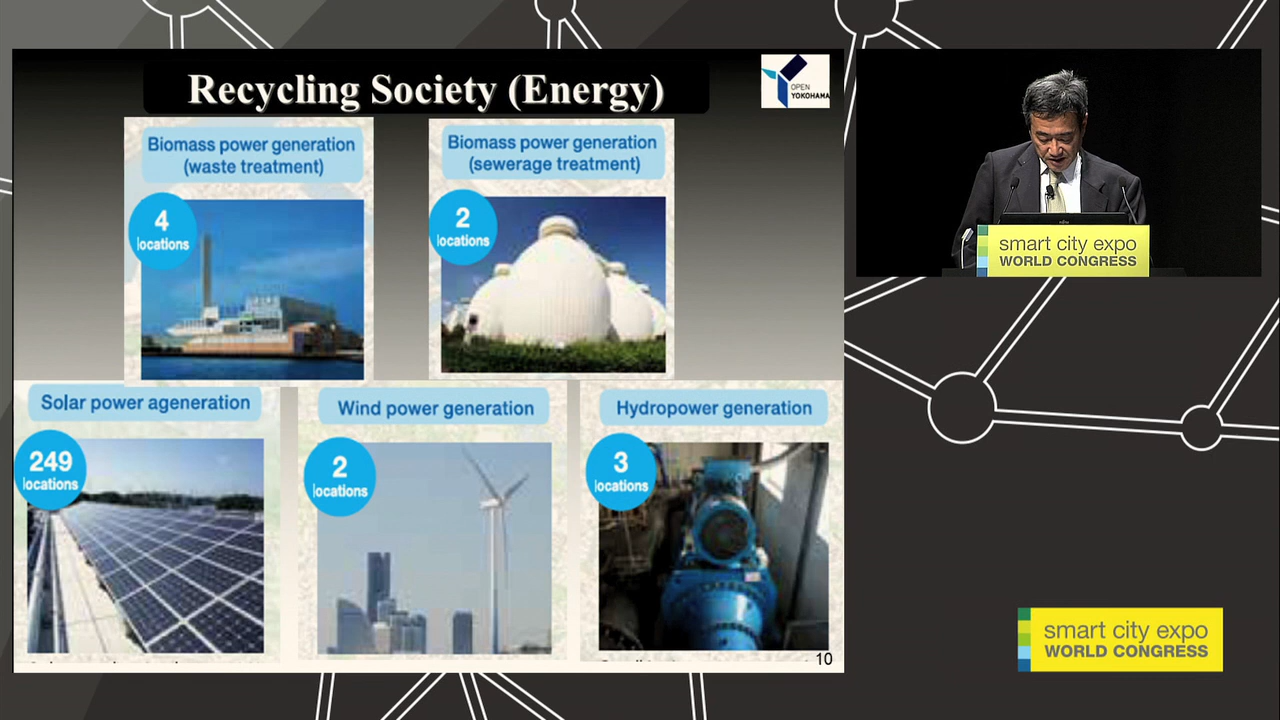 Recycling Society (Energy)
OPEN
YOKOHAMA
Biomass power generation
(waste treatment)
4
locations
Biomass power generation
(sewerage treatment)
2
locations
Solar power ageneration
249
locations
Wind power generation
2
locations
Hydropower generation
3
locations
10
smart city expo
WORLD CONGRESS
smart city expo
WORLD CONGRESS